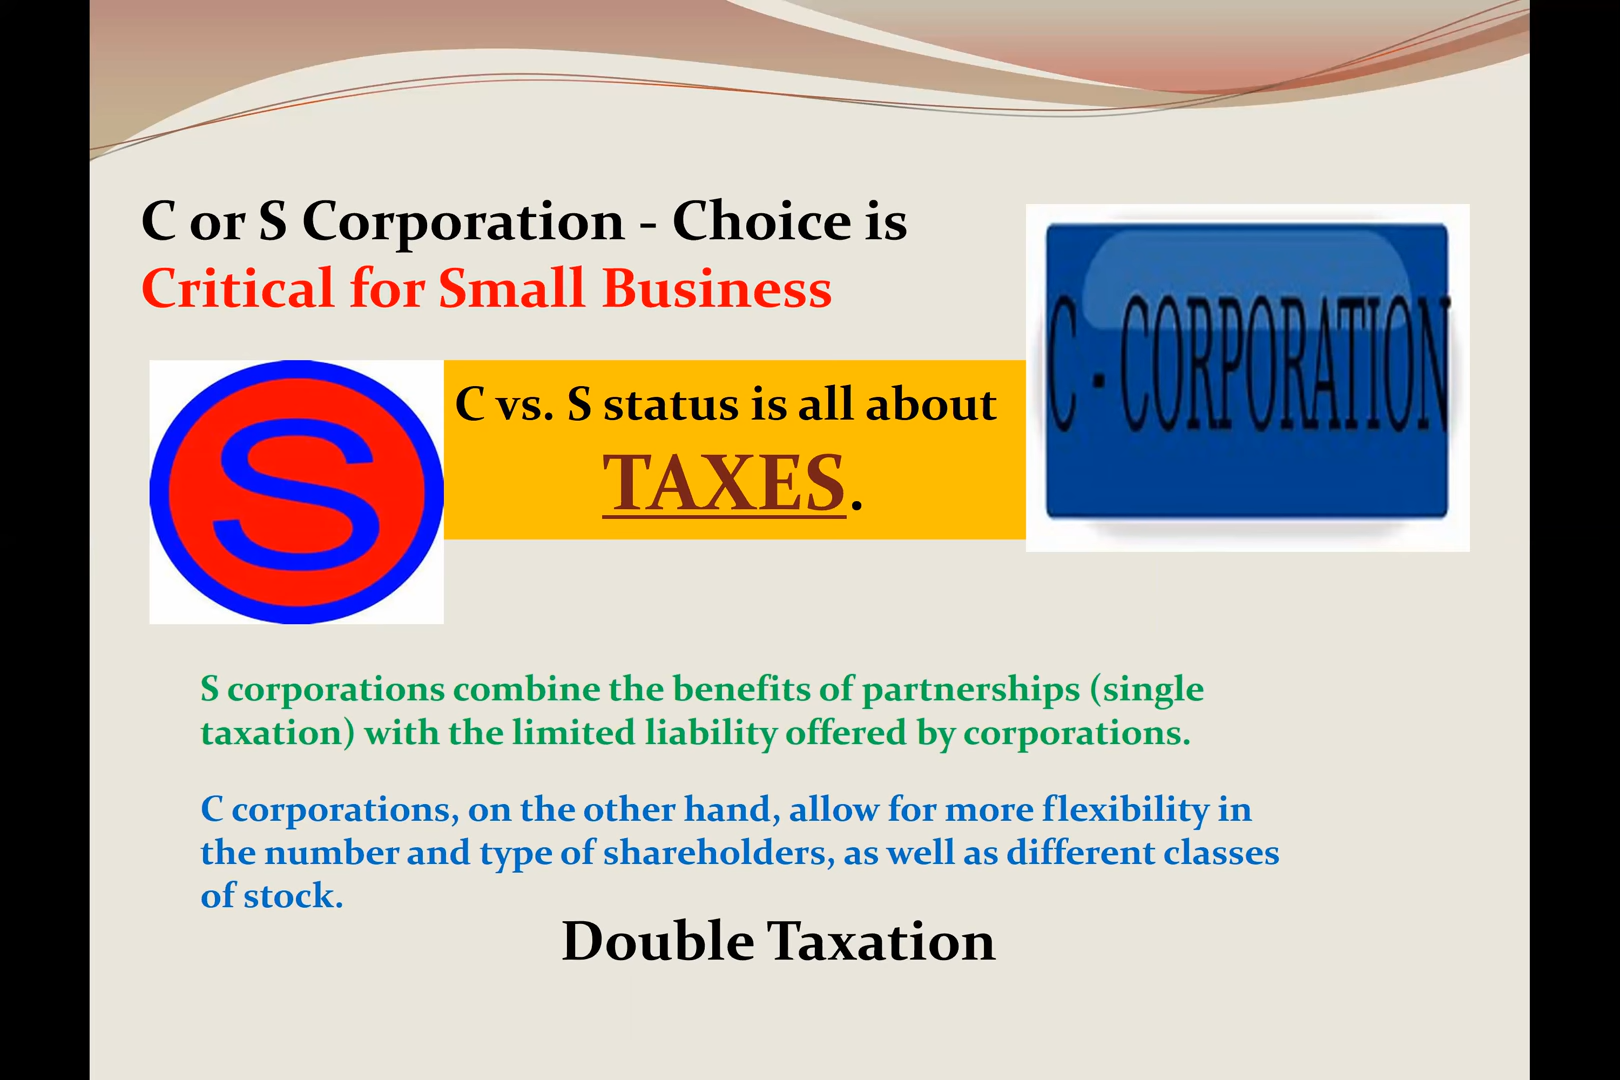 C or S Corporation - Choice is
Critical for Small Business
S
C vs. S status is all about
TAXES.
C - CORPORATION
S corporations combine the benefits of partnerships (single
taxation) with the limited liability offered by corporations.
C corporations, on the other hand, allow for more flexibility in
the number and type of shareholders, as well as different classes
of stock.
Double Taxation